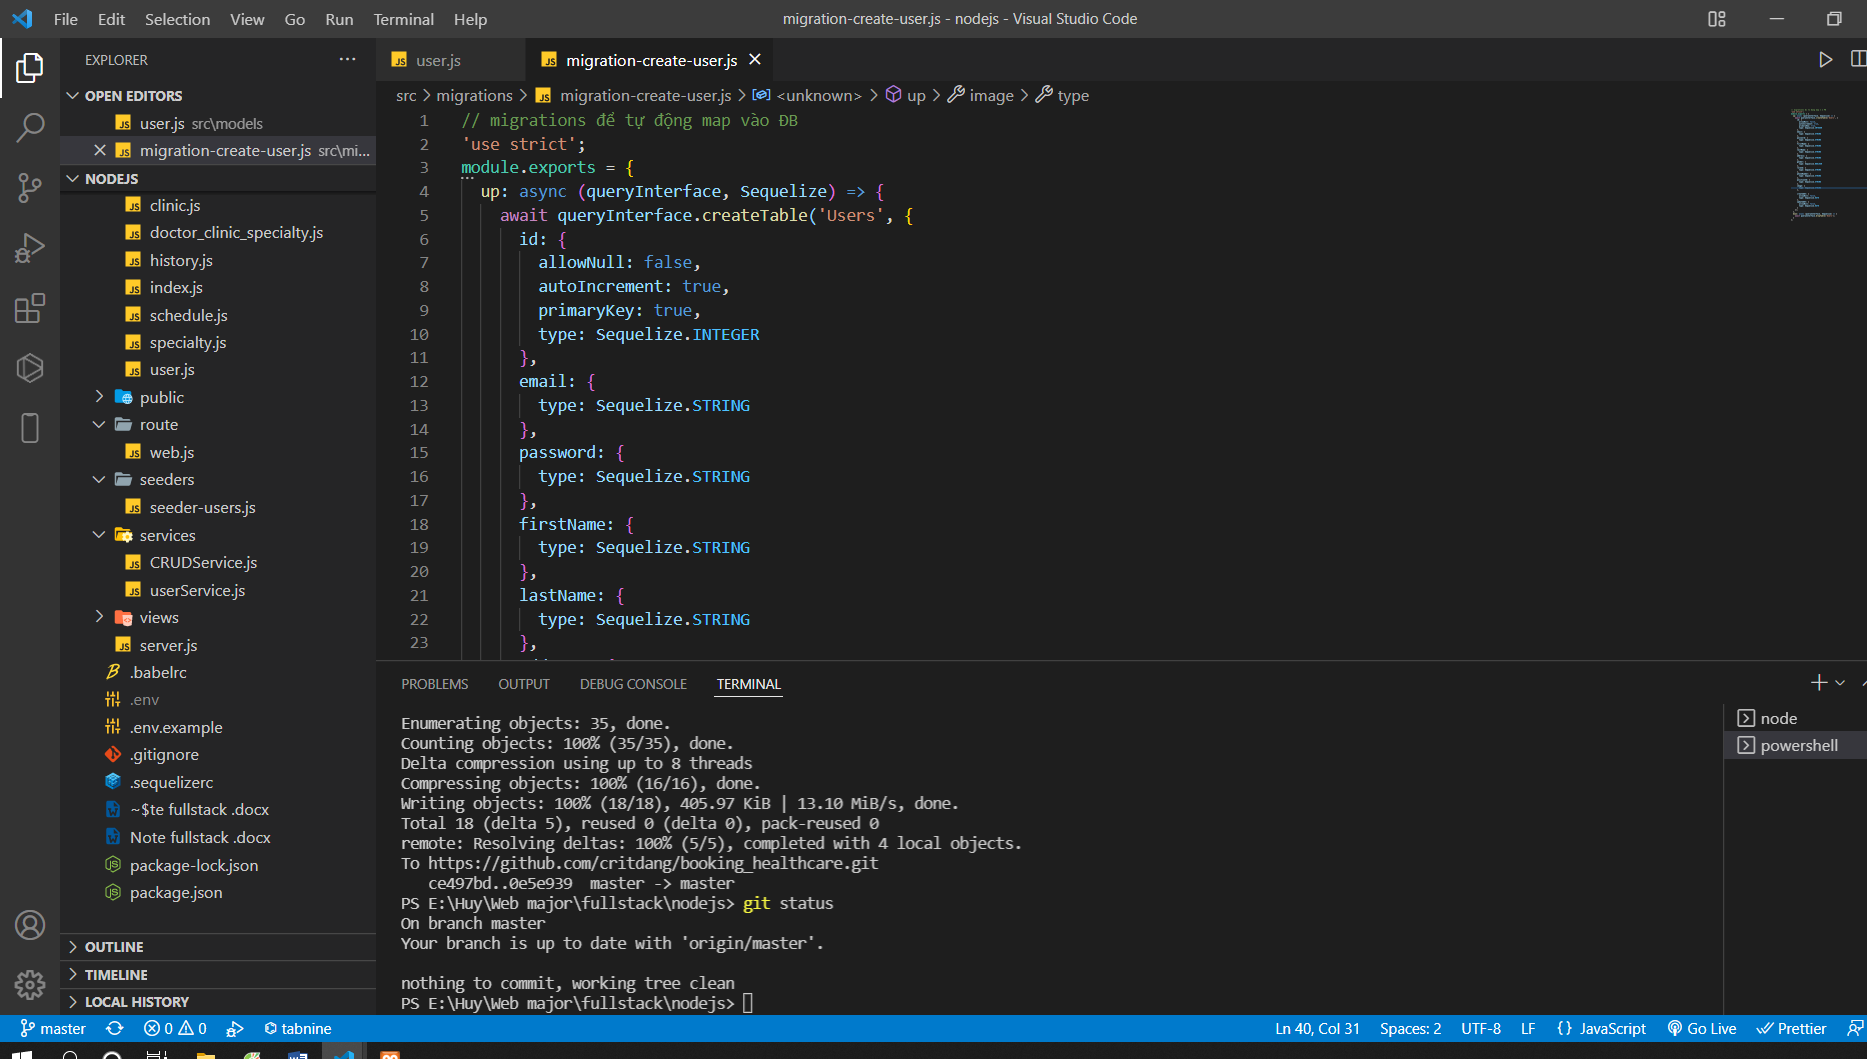 File Edit Selection View Go Run Terminal Help
migration-create-user.js - nodejs - Visual Studio Code
EXPLORER
OPEN EDITORS
user.js src\models
migration-create-user.js src\mi...
NODEJS
clinic.js
doctor_clinic_specialty.js
history.js
index.js
schedule.js
specialty.js
user.js
public
route
web.js
seeders
seeder-users.js
services
CRUDService.js
userService.js
views
server.js
.babelrc
.env
.env.example
.gitignore
.sequelizerc
~$te fullstack .docx
Note fullstack .docx
package-lock.json
package.json
OUTLINE
TIMELINE
LOCAL HISTORY
user.js
migration-create-user.js
src > migrations > migration-create-user.js > <unknown> > up > image > type
1 // migrations để tự động map vào ĐB
2 'use strict';
3 module.exports = {
4 up: async (queryInterface, Sequelize) => {
5 await queryInterface.createTable('Users', {
6 id: {
7 allowNull: false,
8 autoIncrement: true,
9 primaryKey: true,
10 type: Sequelize.INTEGER
11 },
12 email: {
13 type: Sequelize.STRING
14 },
15 password: {
16 type: Sequelize.STRING
17 },
18 firstName: {
19 type: Sequelize.STRING
20 },
21 lastName: {
22 type: Sequelize.STRING
23 },
PROBLEMS OUTPUT DEBUG CONSOLE TERMINAL
Enumerating objects: 35, done.
Counting objects: 100% (35/35), done.
Delta compression using up to 8 threads
Compressing objects: 100% (16/16), done.
Writing objects: 100% (18/18), 405.97 KiB | 13.10 MiB/s, done.
Total 18 (delta 5), reused 0 (delta 0), pack-reused 0
remote: Resolving deltas: 100% (5/5), completed with 4 local objects.
To https://github.com/critdang/booking_healthcare.git
ce497bd..0e5e939 master -> master
PS E:\Huy\Web major\fullstack\nodejs> git status
On branch master
Your branch is up to date with 'origin/master'.
nothing to commit, working tree clean
PS E:\Huy\Web major\fullstack\nodejs>
node
powershell
master 0 0 tabnine
Ln 40, Col 31 Spaces: 2 UTF-8 LF {} JavaScript Go Live Prettier